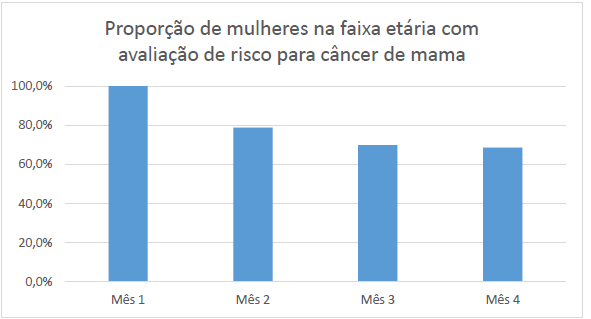 Proporção de mulheres na faixa etária com
avaliação de risco para câncer de mama
100,0%
80,0%
60,0%
40,0%
20,0%
0,0%
Mês 1
Mês 2
Mês 3
Mês 4